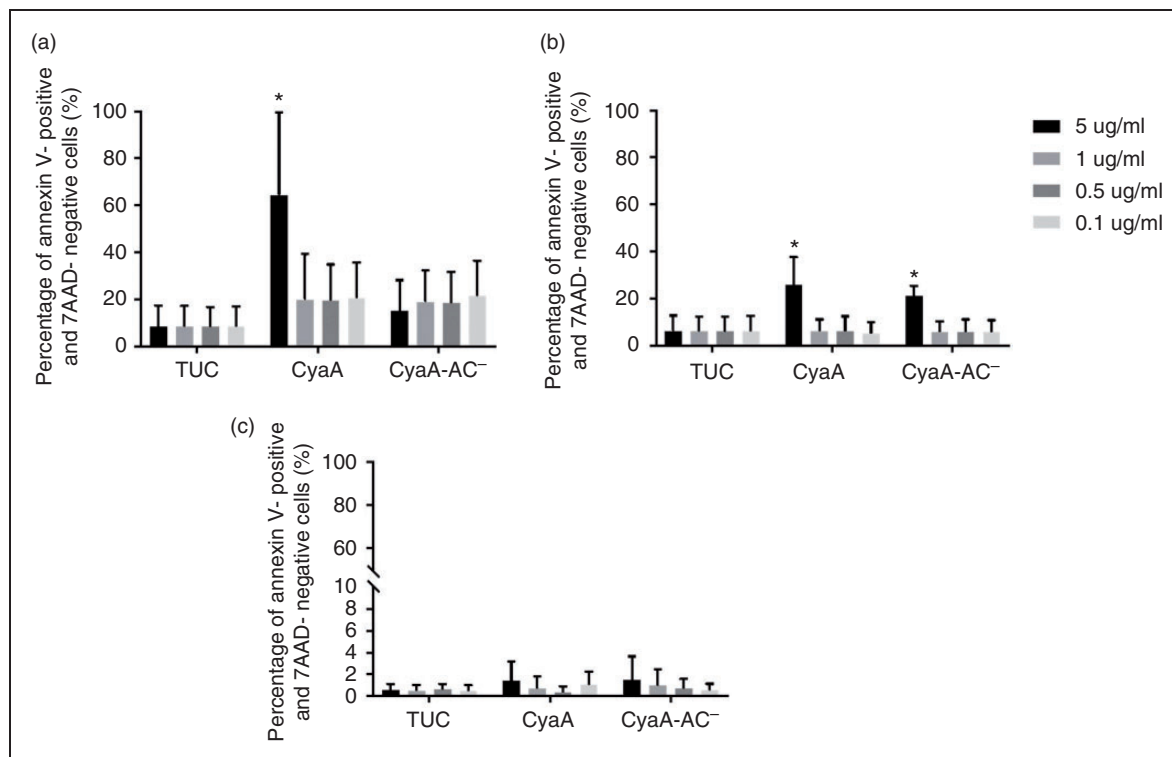 (a)
Percentage of annexin V- positive
and 7AAD- negative cells (%)
100
80
60
40
20
0
*
TUC
CyaA
CyaA-AC⁻
(b)
Percentage of annexin V- positive
and 7AAD- negative cells (%)
100
80
60
40
20
0
*
*
TUC
CyaA
CyaA-AC⁻
5 ug/ml
1 ug/ml
0.5 ug/ml
0.1 ug/ml
(c)
Percentage of annexin V- positive
and 7AAD- negative cells (%)
100
80
60
10
8
6
4
2
0
TUC
CyaA
CyaA-AC⁻